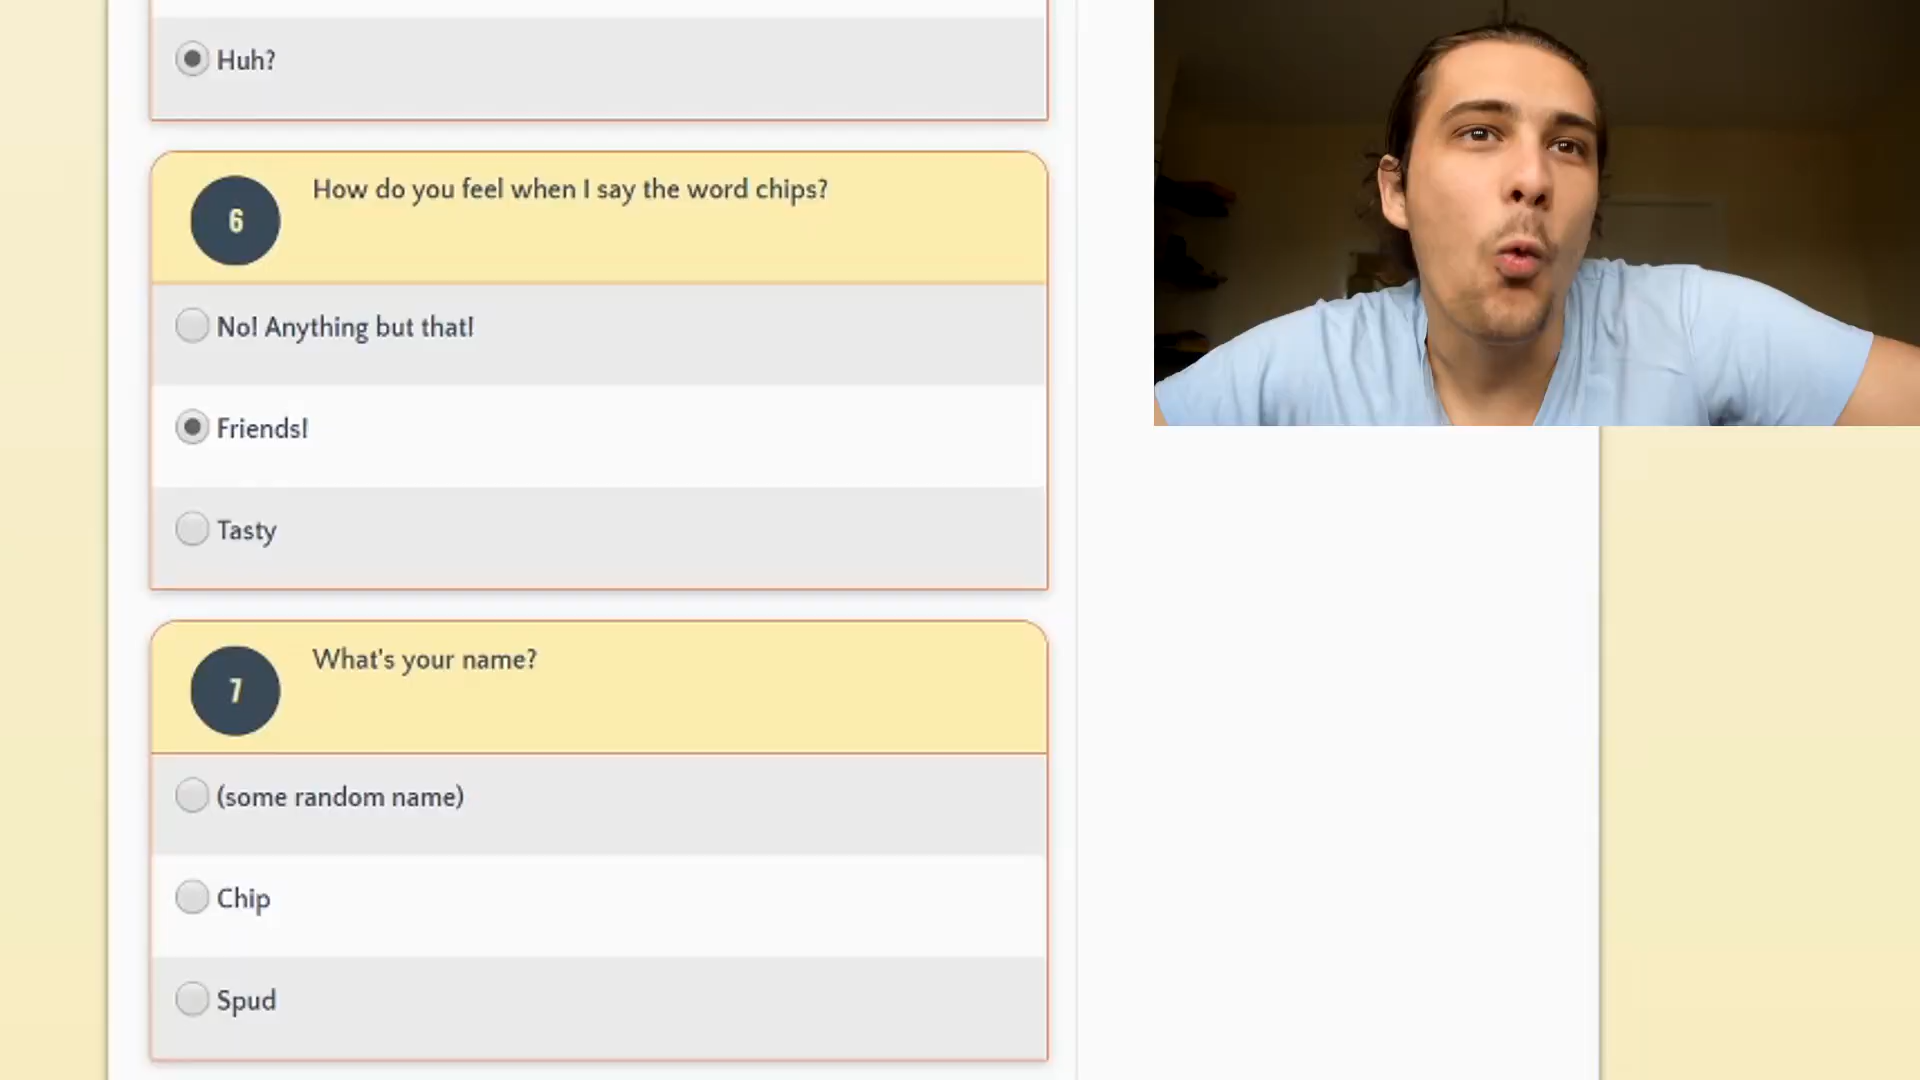 Huh?
6
How do you feel when I say the word chips?
No! Anything but that!
Friends!
Tasty
7
What's your name?
(some random name)
Chip
Spud